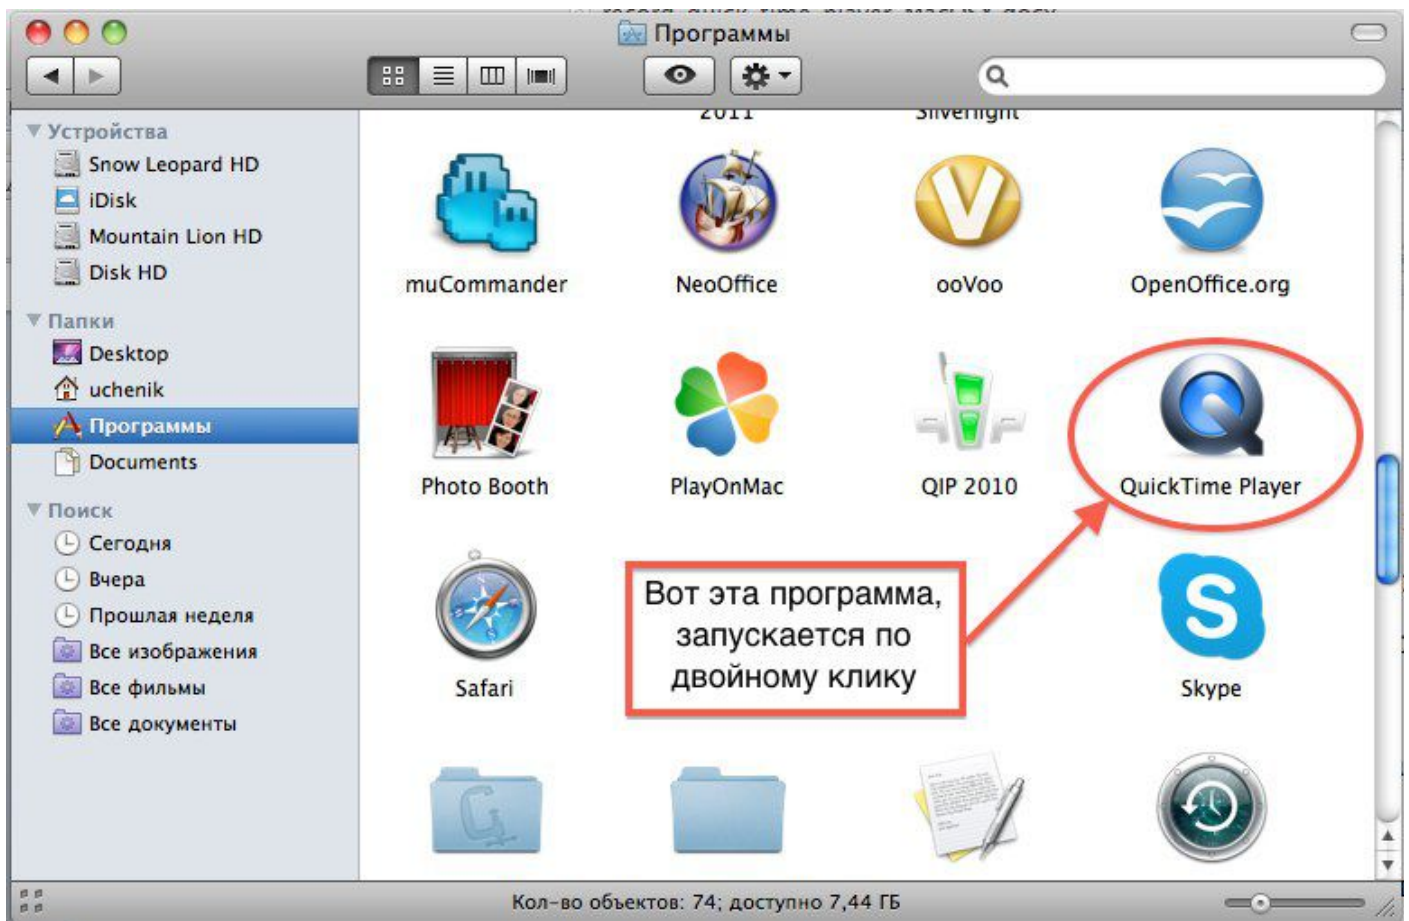 Программы
Устройства
Snow Leopard HD
iDisk
Mountain Lion HD
Disk HD
Папки
Desktop
uchenik
Программы
Documents
Поиск
Сегодня
Вчера
Прошлая неделя
Все изображения
Все фильмы
Все документы
2011 Silverlight
muCommander NeoOffice ooVoo OpenOffice.org
Photo Booth PlayOnMac QIP 2010 QuickTime Player
Вот эта программа,
запускается по
двойному клику
Safari Skype
Кол-во объектов: 74; доступно 7,44 ГБ